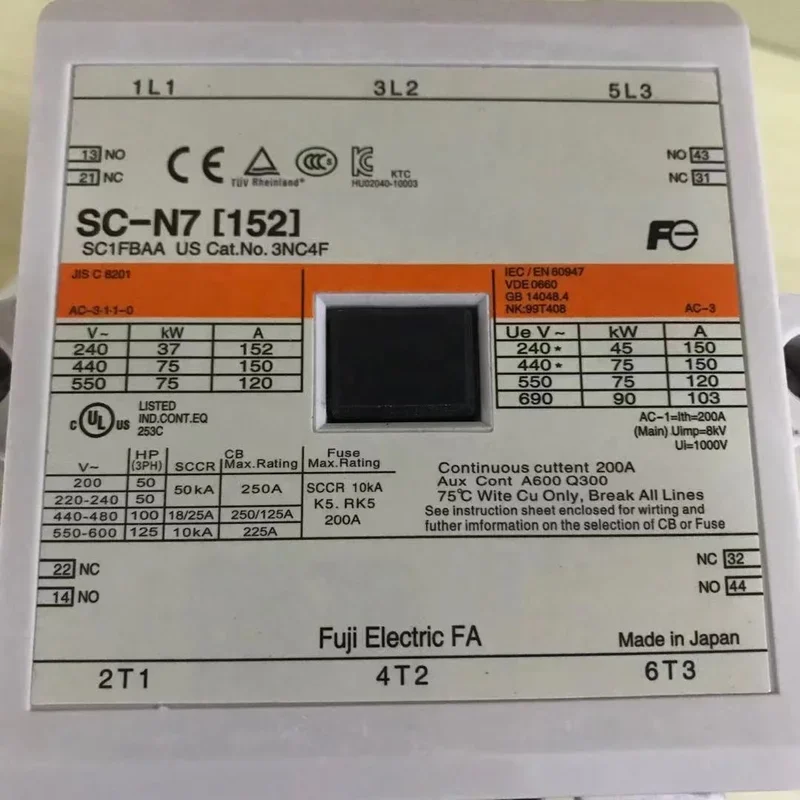 1L1 3L2 5L3
13 NO CE TÜV Rheinland® CCC KC KTC HU02040-10003 NO 43
21 NC NC 31
SC-N7 [152] Fe
SC1FBAA US Cat.No. 3NC4F
JIS C 8201 IEC / EN 60947
VDE 0660
GB 14048.4
AC-3·1·1-0 NK:99T408 AC-3
V~ kW A Ue V~ kW A
240 37 152 240* 45 150
440 75 150 440* 75 150
550 75 120 550 75 120
690 90 103
c UL us LISTED
IND.CONT.EQ
253C
AC-1=Ith=200A
(Main) Uimp=8kV
Ui=1000V
V~ HP (3PH) SCCR CB Max.Rating Fuse Max.Rating
200 50 50kA 250A SCCR 10kA
220-240 50 K5. RK5
440-480 100 18/25A 250/125A 200A
550-600 125 10kA 225A
Continuous cuttent 200A
Aux Cont A600 Q300
75℃ Wite Cu Only, Break All Lines
See instruction sheet enclosed for wirting and
futher imformation on the selection of CB or Fuse
22 NC NC 32
14 NO NO 44
Fuji Electric FA Made in Japan
2T1 4T2 6T3